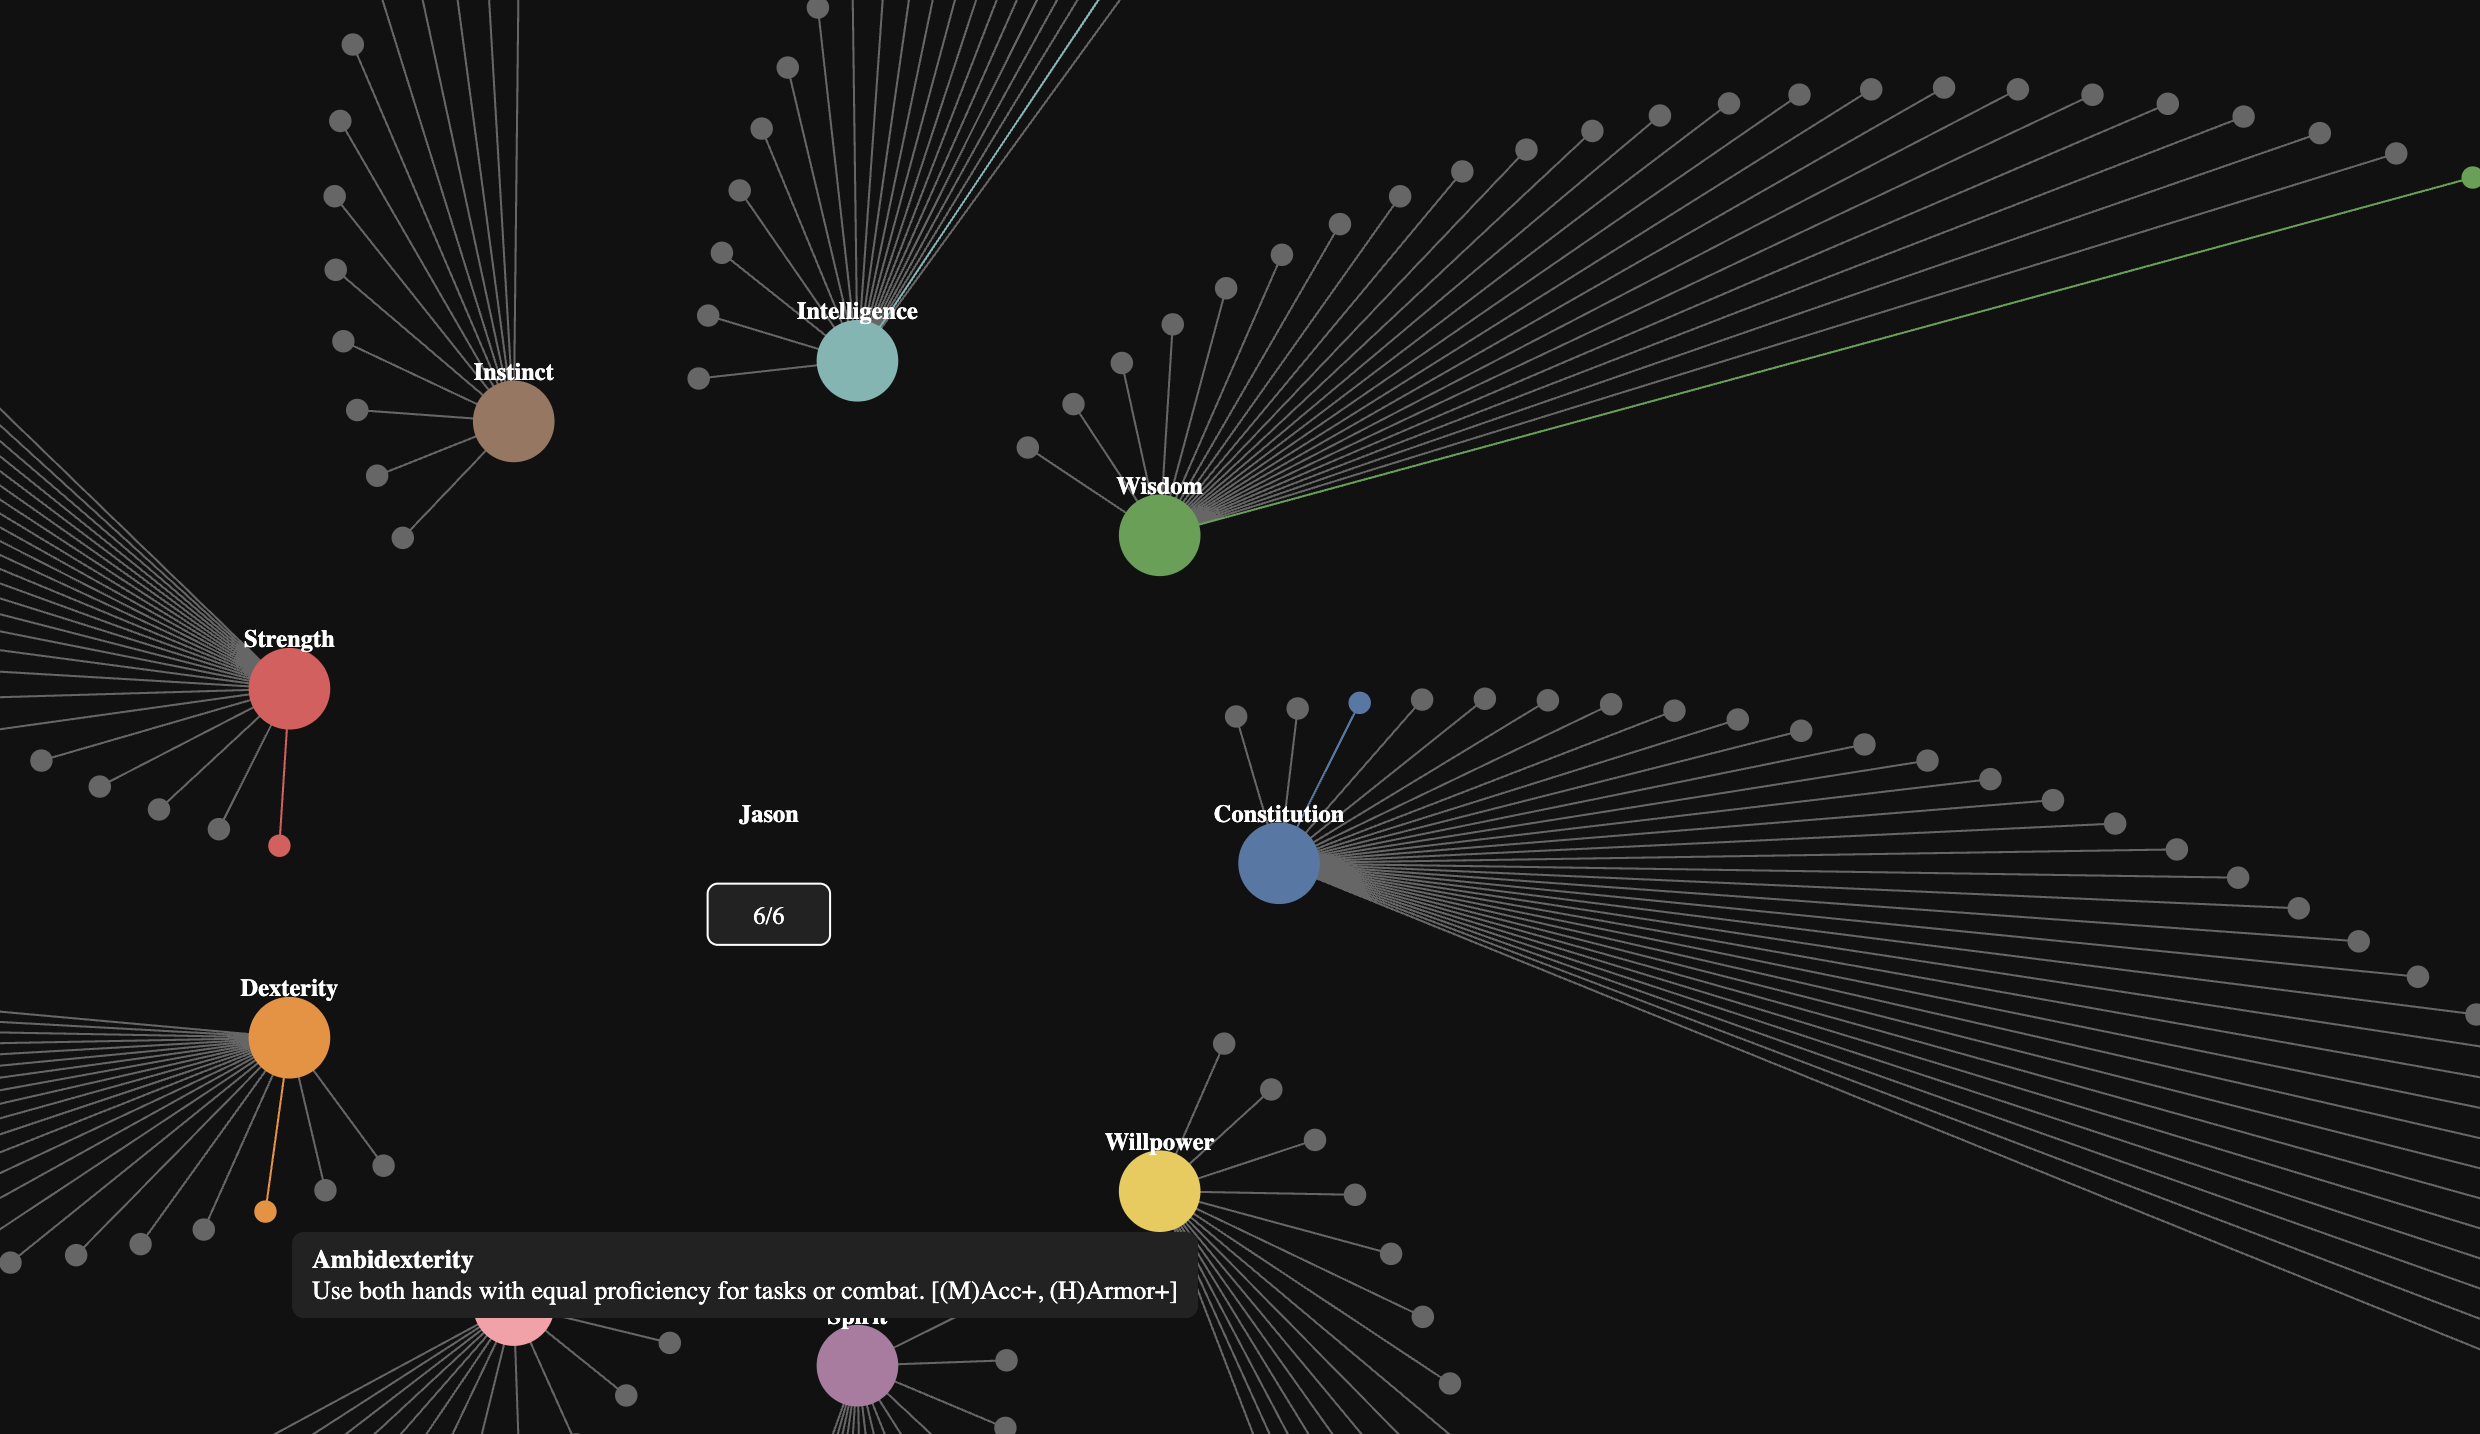 Intelligence
Instinct
Wisdom
Strength
Jason
Constitution
6/6
Dexterity
Willpower
Ambidexterity
Use both hands with equal proficiency for tasks or combat. [(M)Acc+, (H)Armor+]
Spirit